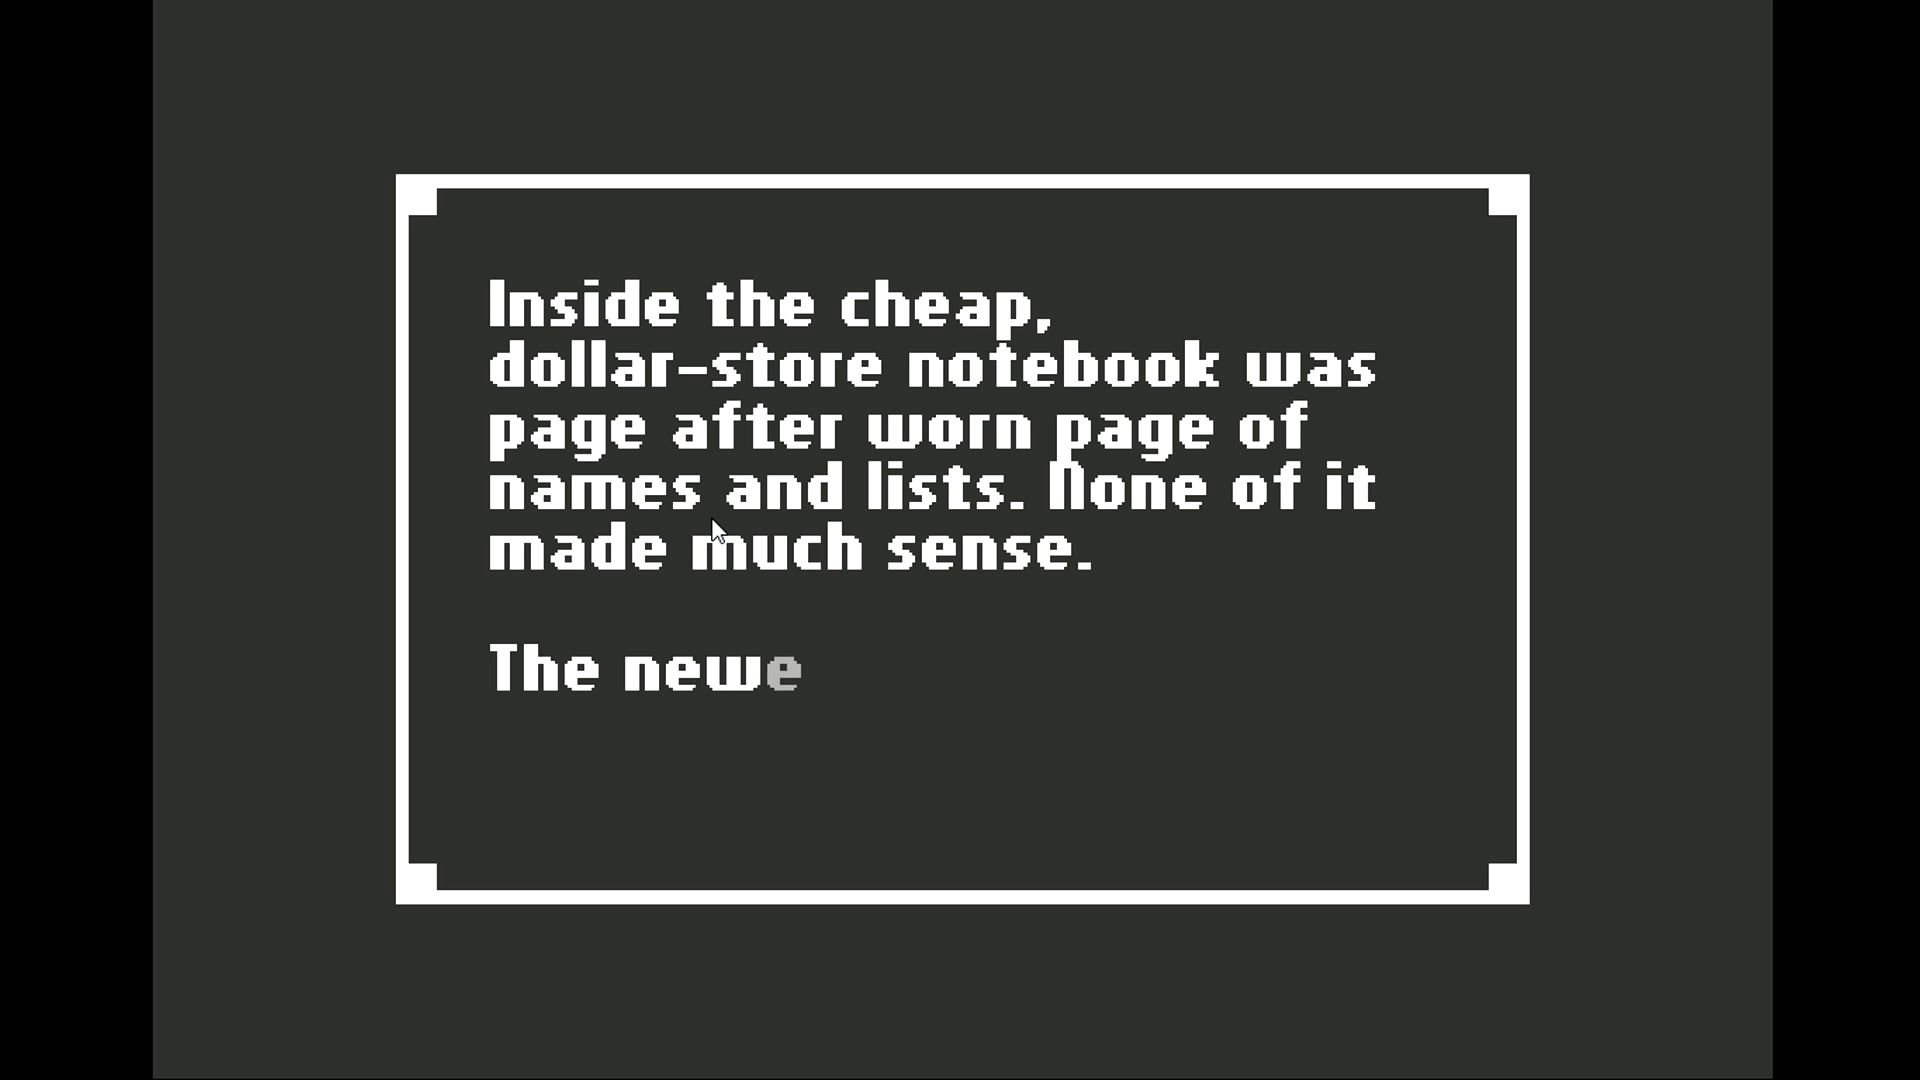 Inside the cheap,
dollar-store notebook was
page after worn page of
names and lists. None of it
made much sense.
The newe